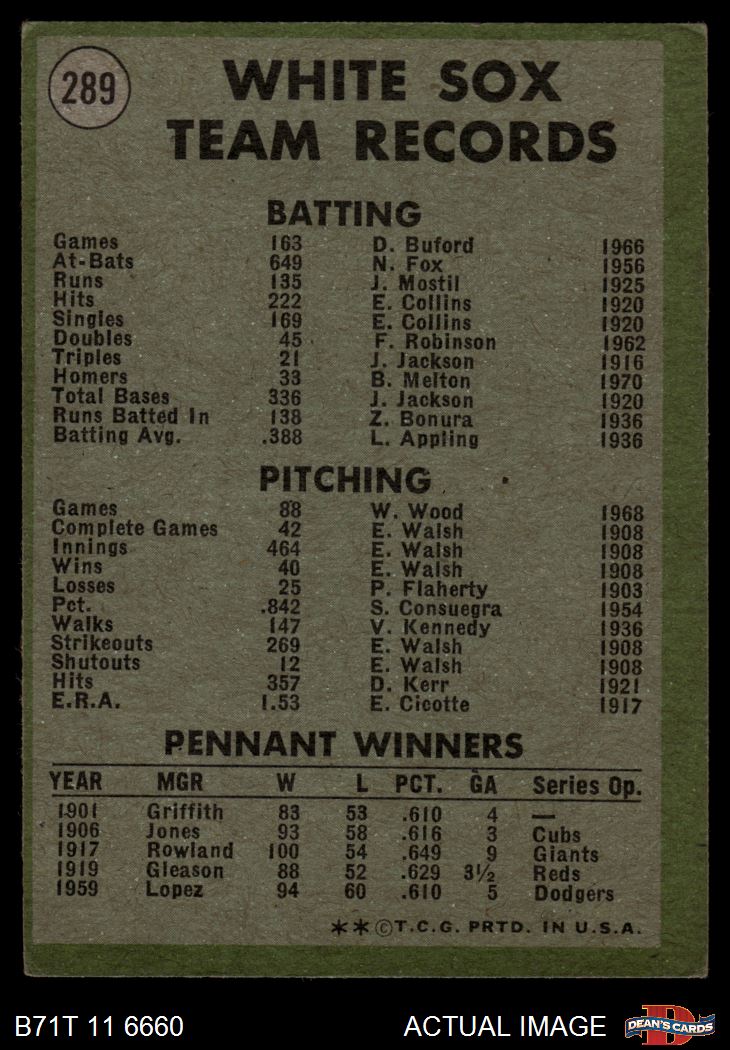 289
WHITE SOX
TEAM RECORDS
BATTING
Games 163 D. Buford 1966
At-Bats 649 N. Fox 1956
Runs 135 J. Mostil 1925
Hits 222 E. Collins 1920
Singles 169 E. Collins 1920
Doubles 45 F. Robinson 1962
Triples 21 J. Jackson 1916
Homers 33 B. Melton 1970
Total Bases 336 J. Jackson 1920
Runs Batted In 138 Z. Bonura 1936
Batting Avg. .388 L. Appling 1936
PITCHING
Games 88 W. Wood 1968
Complete Games 42 E. Walsh 1908
Innings 464 E. Walsh 1908
Wins 40 E. Walsh 1908
Losses 25 P. Flaherty 1903
Pct. .842 S. Consuegra 1954
Walks 147 V. Kennedy 1936
Strikeouts 269 E. Walsh 1908
Shutouts 12 E. Walsh 1908
Hits 357 D. Kerr 1921
E.R.A. 1.53 E. Cicotte 1917
PENNANT WINNERS
YEAR MGR W L PCT. GA Series Op.
1901 Griffith 83 53 .610 4 —
1906 Jones 93 58 .616 3 Cubs
1917 Rowland 100 54 .649 9 Giants
1919 Gleason 88 52 .629 3½ Reds
1959 Lopez 94 60 .610 5 Dodgers
**©T.C.G. PRTD. IN U.S.A.
B71T 11 6660 ACTUAL IMAGE D DEAN'S CARDS